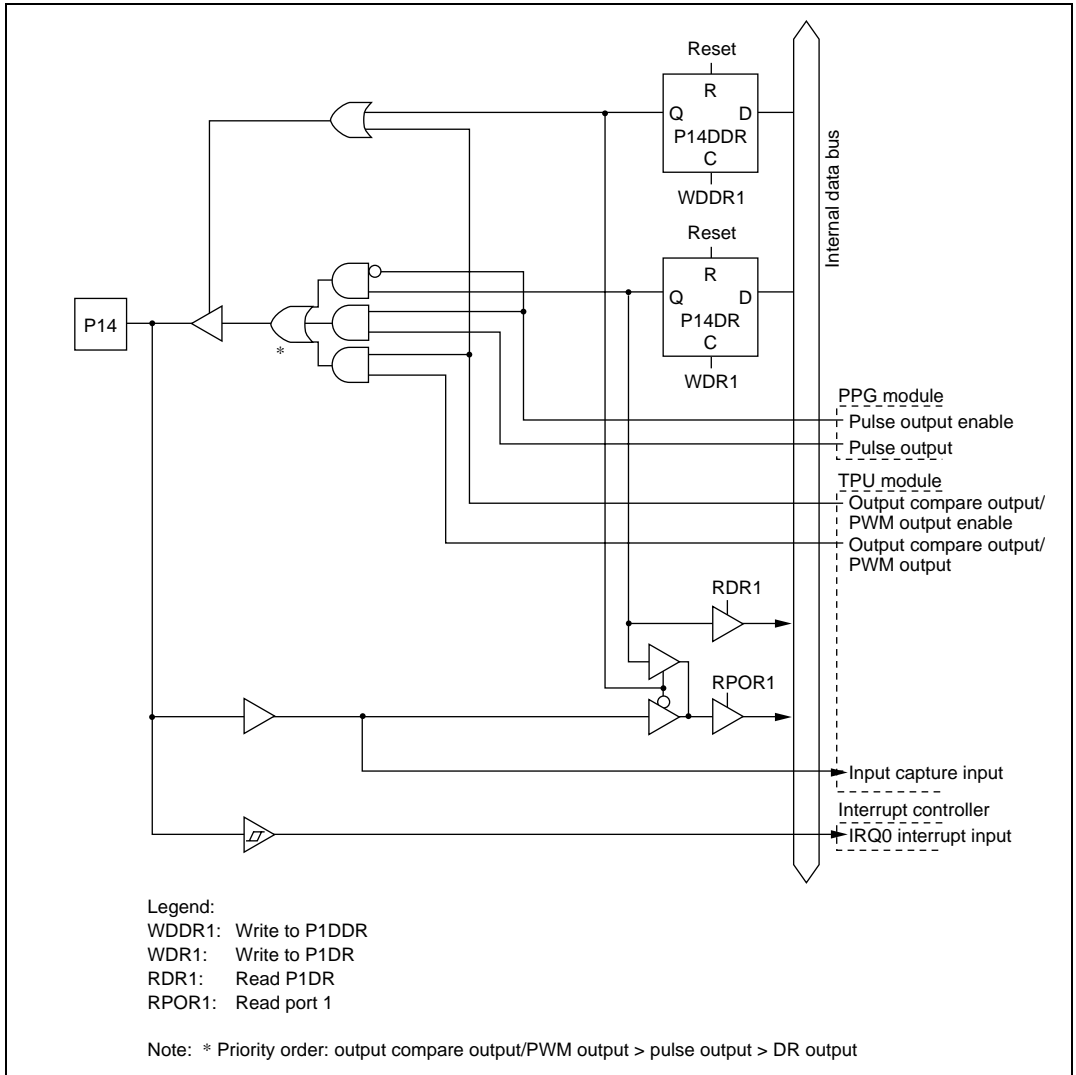 Reset
R
Q D
P14DDR
C
WDDR1
Internal data bus
Reset
R
Q D
P14DR
C
WDR1
P14
*
PPG module
Pulse output enable
Pulse output
TPU module
Output compare output/
PWM output enable
Output compare output/
PWM output
RDR1
RPOR1
Input capture input
Interrupt controller
IRQ0 interrupt input
Legend:
WDDR1: Write to P1DDR
WDR1: Write to P1DR
RDR1: Read P1DR
RPOR1: Read port 1
Note: * Priority order: output compare output/PWM output > pulse output > DR output